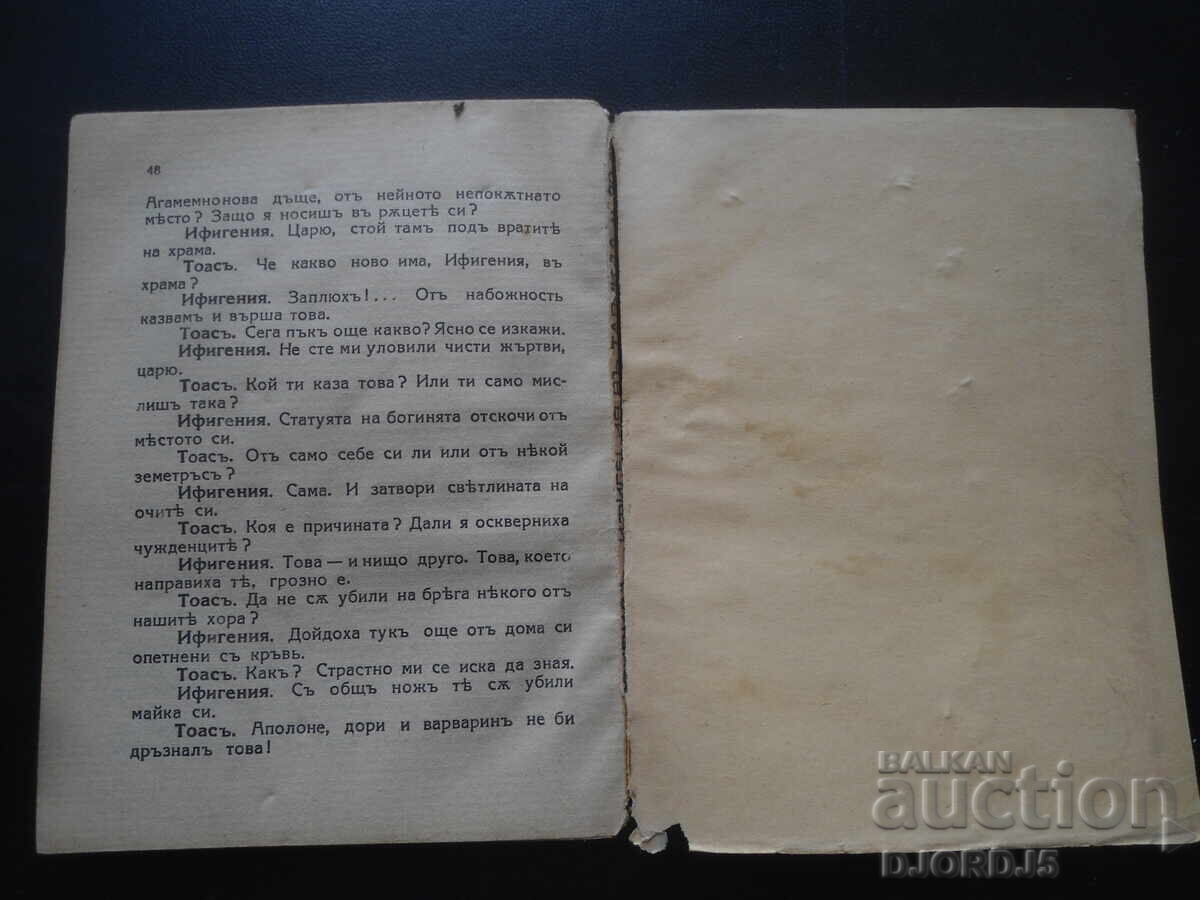 48
Агамемнонова дъще, отъ нейното непокѫтнато
мѣсто? Защо я носишъ въ рѫцетѣ си?
Ифигения. Царю, стой тамъ подъ вратитѣ
на храма.
Тоасъ. Че какво ново има, Ифигения, въ
храма?
Ифигения. Заплюхъ!... Отъ набожность
казвамъ и върша това.
Тоасъ. Сега пъкъ още какво? Ясно се изкажи.
Ифигения. Не сте ми уловили чисти жъртви,
царю.
Тоасъ. Кой ти каза това? Или ти само мис-
лишъ така?
Ифигения. Статуята на богинята отскочи отъ
мѣстото си.
Тоасъ. Отъ само себе си ли или отъ нѣкой
земетръсъ?
Ифигения. Сама. И затвори свѣтлината на
очитѣ си.
Тоасъ. Коя е причината? Дали я оскверниха
чужденцитѣ?
Ифигения. Това — и нищо друго. Това, което
направиха тѣ, грозно е.
Тоасъ. Да не сѫ убили на брѣга нѣкого отъ
нашитѣ хора?
Ифигения. Дойдоха тукъ още отъ дома си
опетнени съ кръвь.
Тоасъ. Какъ? Страстно ми се иска да зная.
Ифигения. Съ общъ ножъ тѣ сѫ убили
майка си.
Тоасъ. Аполоне, дори и варваринъ не би
дръзналъ това!
BALKAN
auction
DJORDJ5